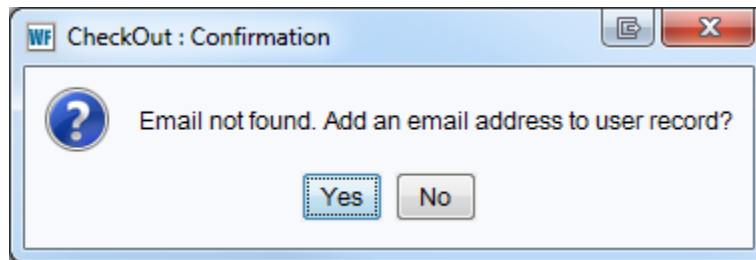 WF CheckOut : Confirmation
Email not found. Add an email address to user record?
Yes No